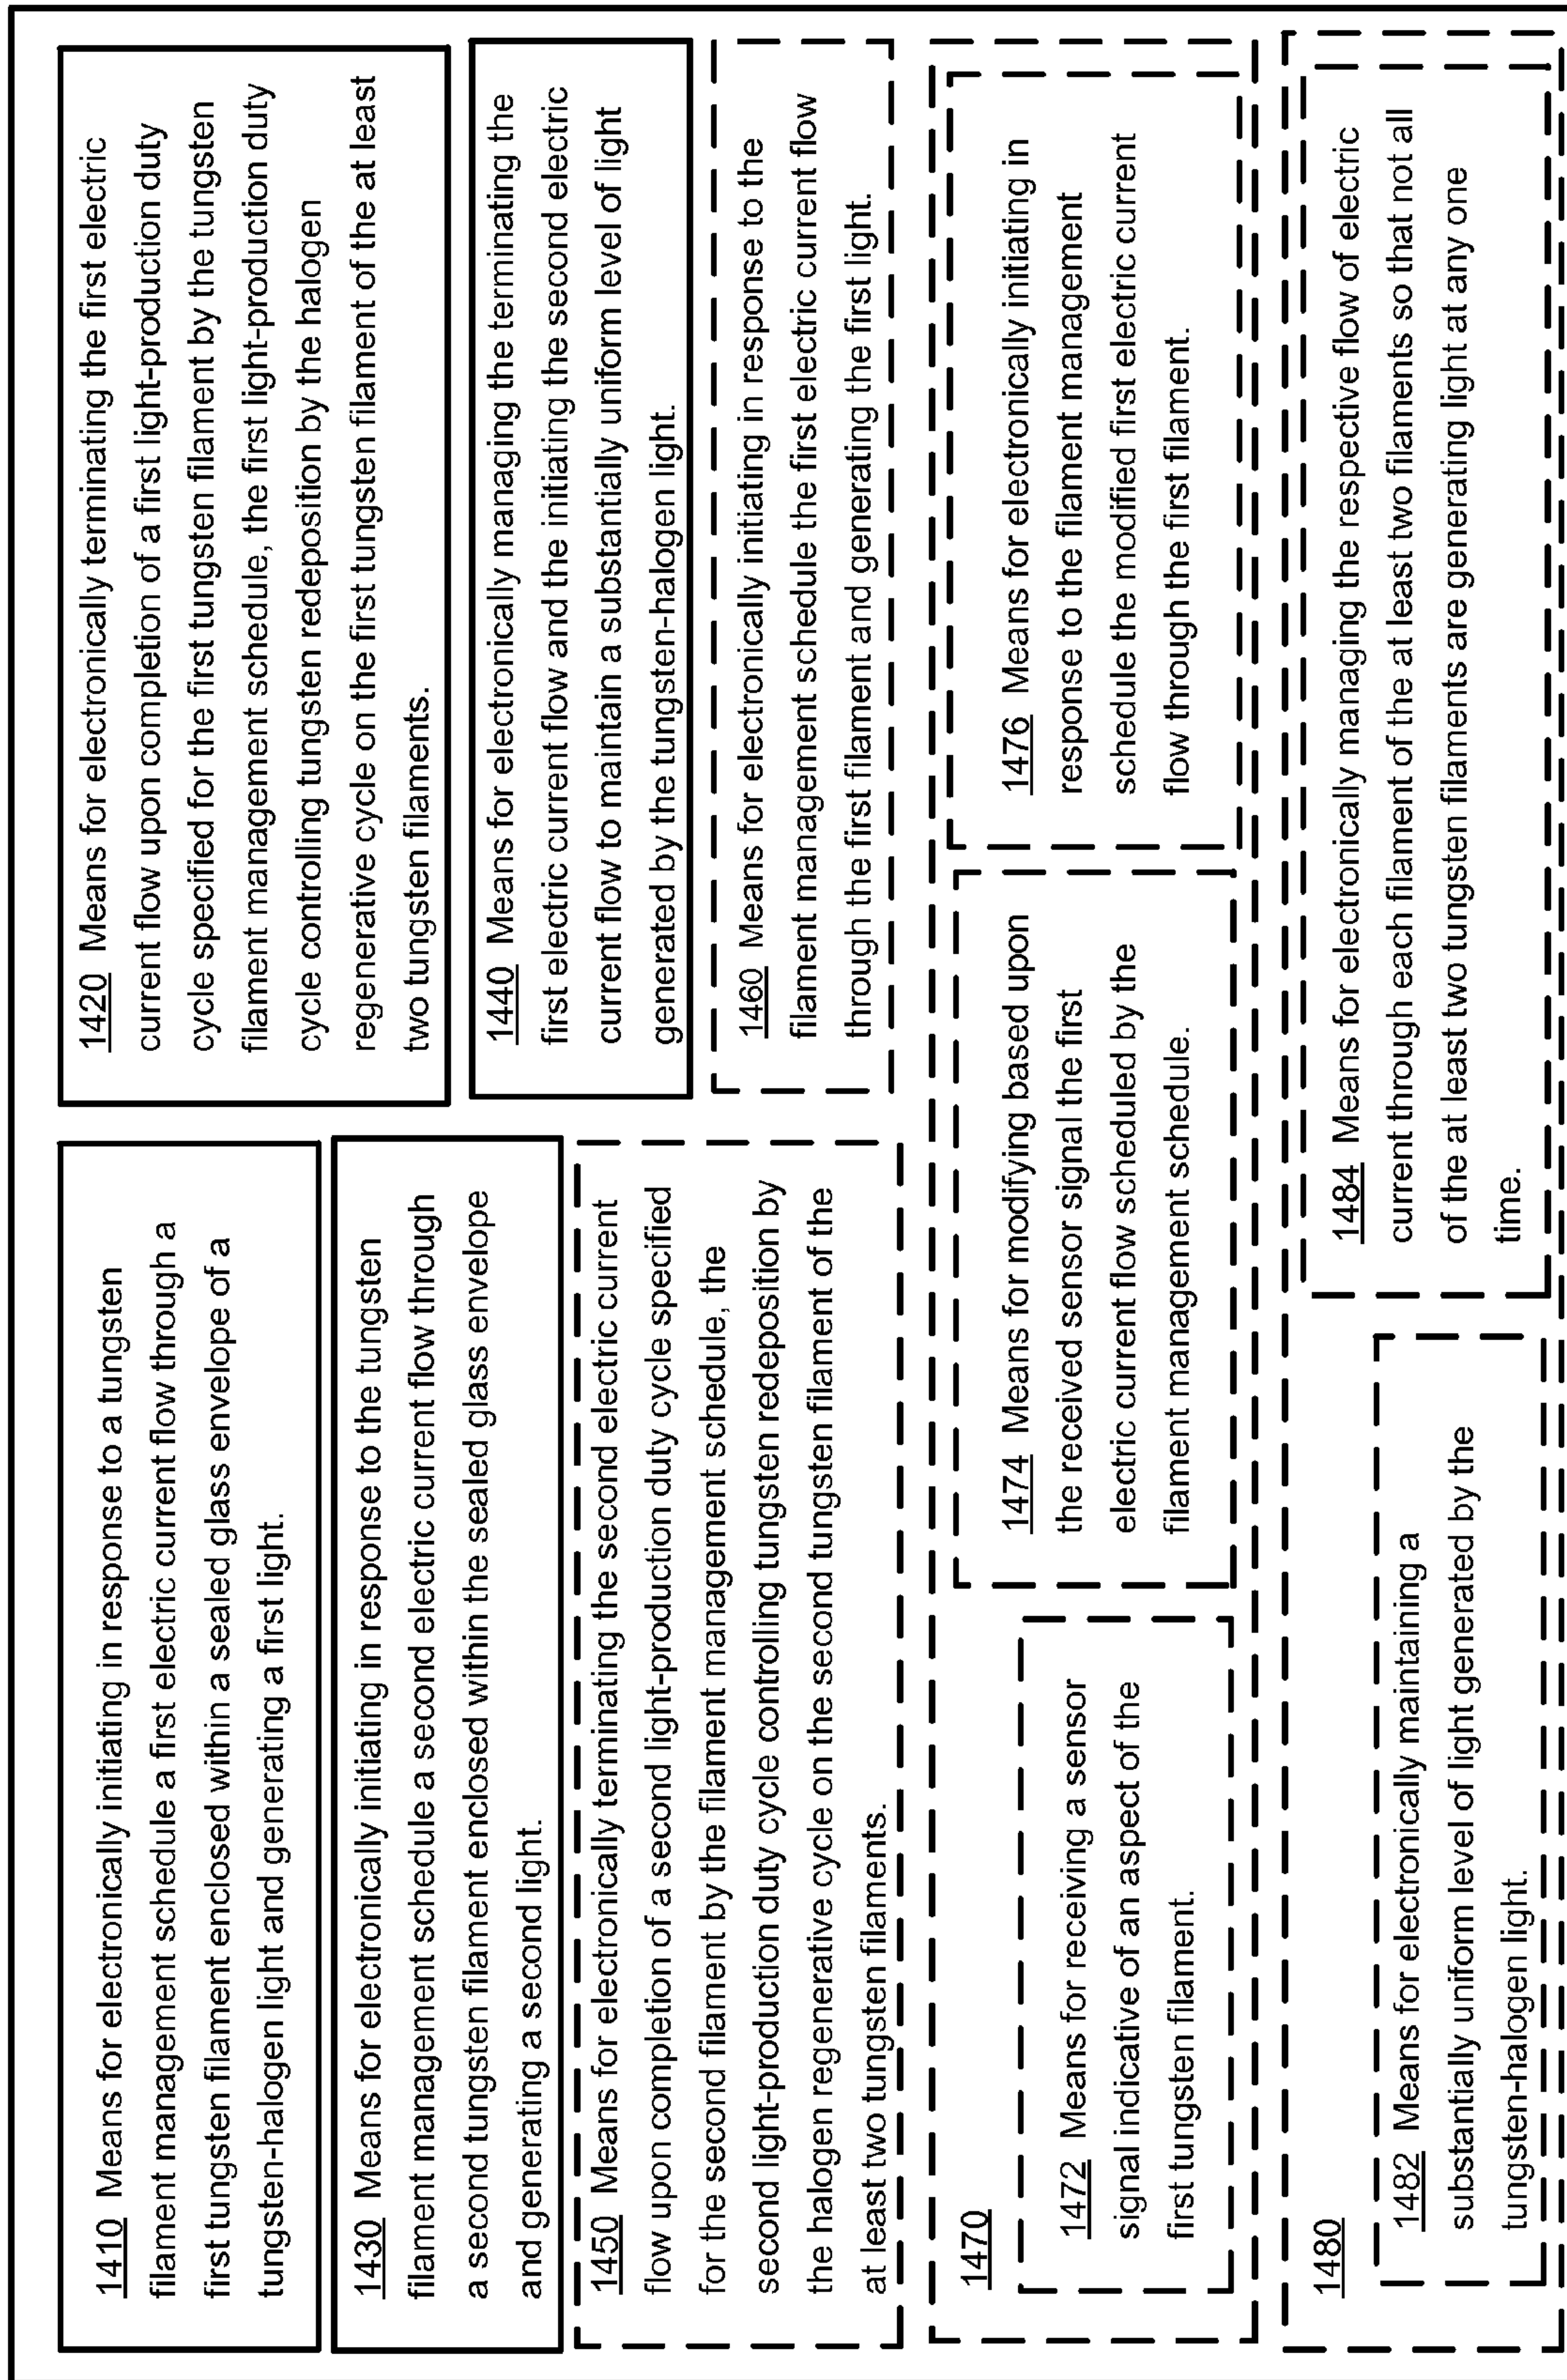 1410 Means for electronically initiating in response to a tungsten
filament management schedule a first electric current flow through a
first tungsten filament enclosed within a sealed glass envelope of a
tungsten-halogen light and generating a first light.
1420 Means for electronically terminating the first electric
current flow upon completion of a first light-production duty
cycle specified for the first tungsten filament by the tungsten
filament management schedule, the first light-production duty
cycle controlling tungsten redeposition by the halogen
regenerative cycle on the first tungsten filament of the at least
two tungsten filaments.
1430 Means for electronically initiating in response to the tungsten
filament management schedule a second electric current flow through
a second tungsten filament enclosed within the sealed glass envelope
and generating a second light.
1440 Means for electronically managing the terminating the
first electric current flow and the initiating the second electric
current flow to maintain a substantially uniform level of light
generated by the tungsten-halogen light.
1450 Means for electronically terminating the second electric current
flow upon completion of a second light-production duty cycle specified
for the second filament by the filament management schedule, the
second light-production duty cycle controlling tungsten redeposition by
the halogen regenerative cycle on the second tungsten filament of the
at least two tungsten filaments.
1460 Means for electronically initiating in response to the
filament management schedule the first electric current flow
through the first filament and generating the first light.
1470
1472 Means for receiving a sensor
signal indicative of an aspect of the
first tungsten filament.
1474 Means for modifying based upon
the received sensor signal the first
electric current flow scheduled by the
filament management schedule.
1476 Means for electronically initiating in
response to the filament management
schedule the modified first electric current
flow through the first filament.
1480
1482 Means for electronically maintaining a
substantially uniform level of light generated by the
tungsten-halogen light.
1484 Means for electronically managing the respective flow of electric
current through each filament of the at least two filaments so that not all
of the at least two tungsten filaments are generating light at any one
time.